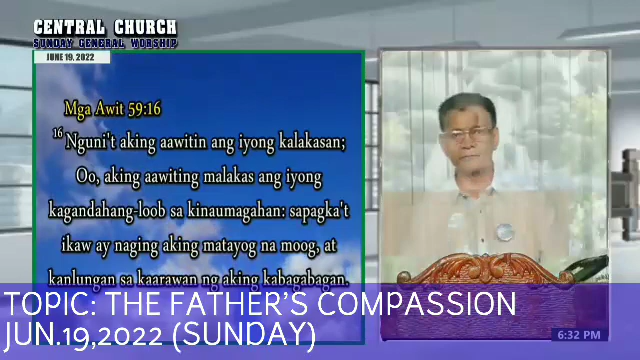 CENTRAL CHURCH
SUNDAY GENERAL WORSHIP
JUNE 19, 2022
Mga Awit 59:16
16 Nguni't aking aawitin ang iyong kalakasan;
Oo, aking aawiting malakas ang iyong
kagandahang-loob sa kinaumagahan: sapagka't
ikaw ay naging aking matayog na moog, at
kanlungan sa kaarawan ng aking kabagabagan.
TOPIC: THE FATHER'S COMPASSION
JUN.19,2022 (SUNDAY)
6:32 PM